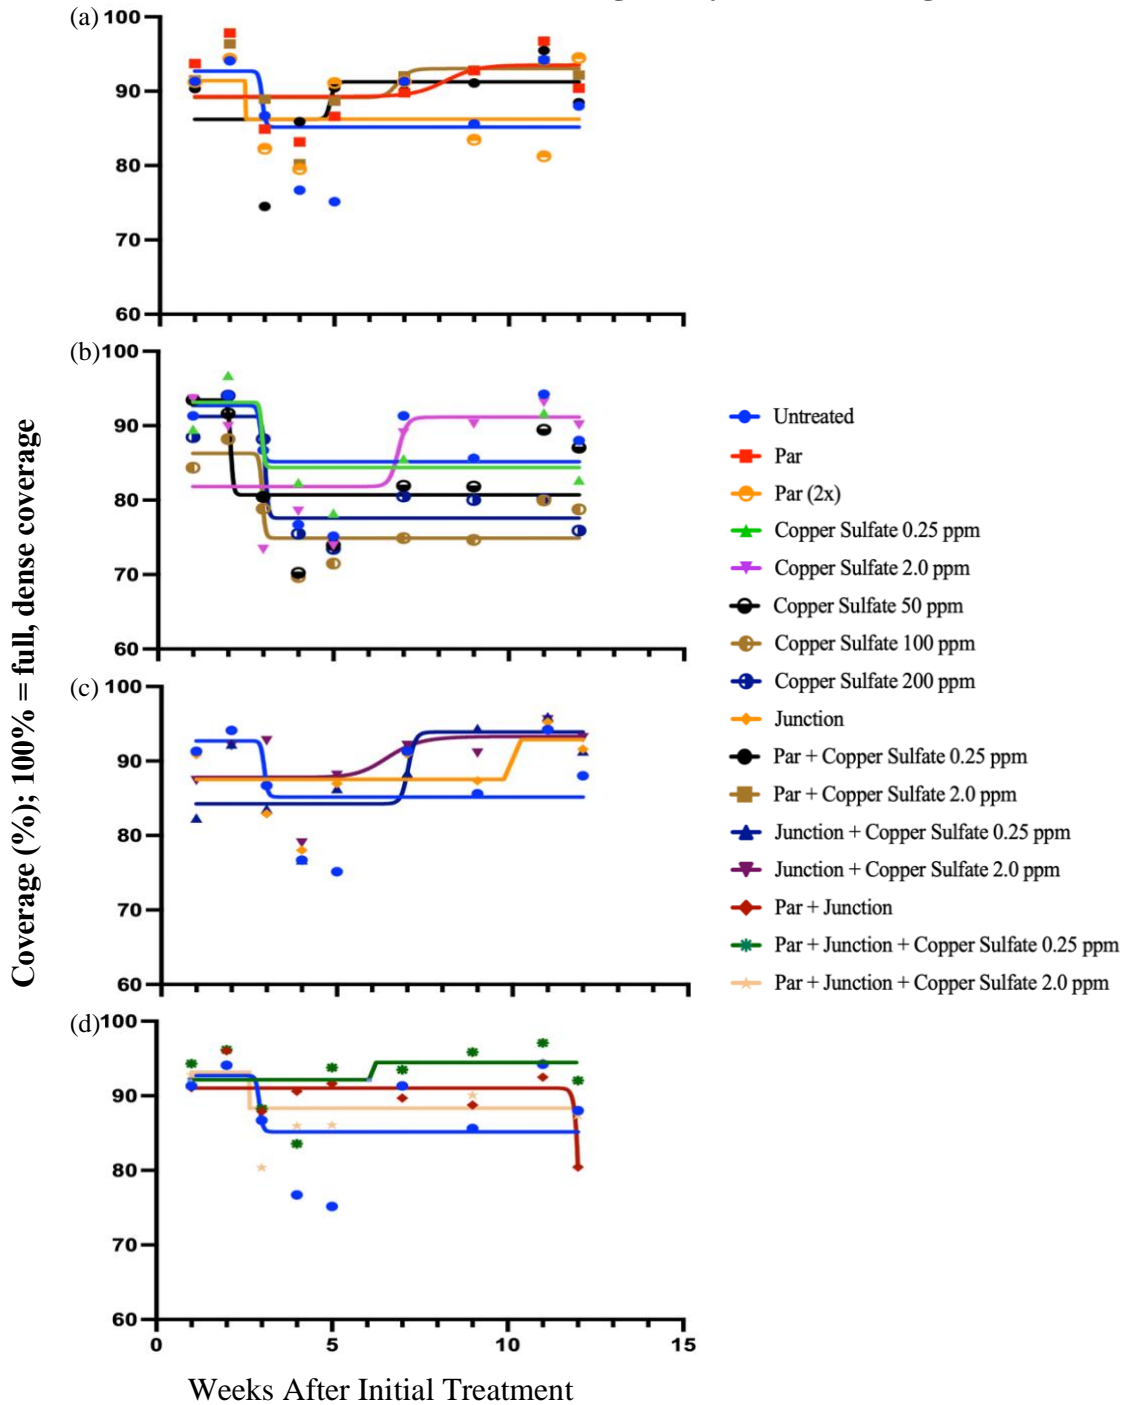 (a) 100
90
80
70
60
(b) 100
90
80
70
60
(c) 100
90
80
70
60
(d) 100
90
80
70
60
0 5 10 15
Weeks After Initial Treatment
Coverage (%); 100% = full, dense coverage
Untreated
Par
Par (2x)
Copper Sulfate 0.25 ppm
Copper Sulfate 2.0 ppm
Copper Sulfate 50 ppm
Copper Sulfate 100 ppm
Copper Sulfate 200 ppm
Junction
Par + Copper Sulfate 0.25 ppm
Par + Copper Sulfate 2.0 ppm
Junction + Copper Sulfate 0.25 ppm
Junction + Copper Sulfate 2.0 ppm
Par + Junction
Par + Junction + Copper Sulfate 0.25 ppm
Par + Junction + Copper Sulfate 2.0 ppm